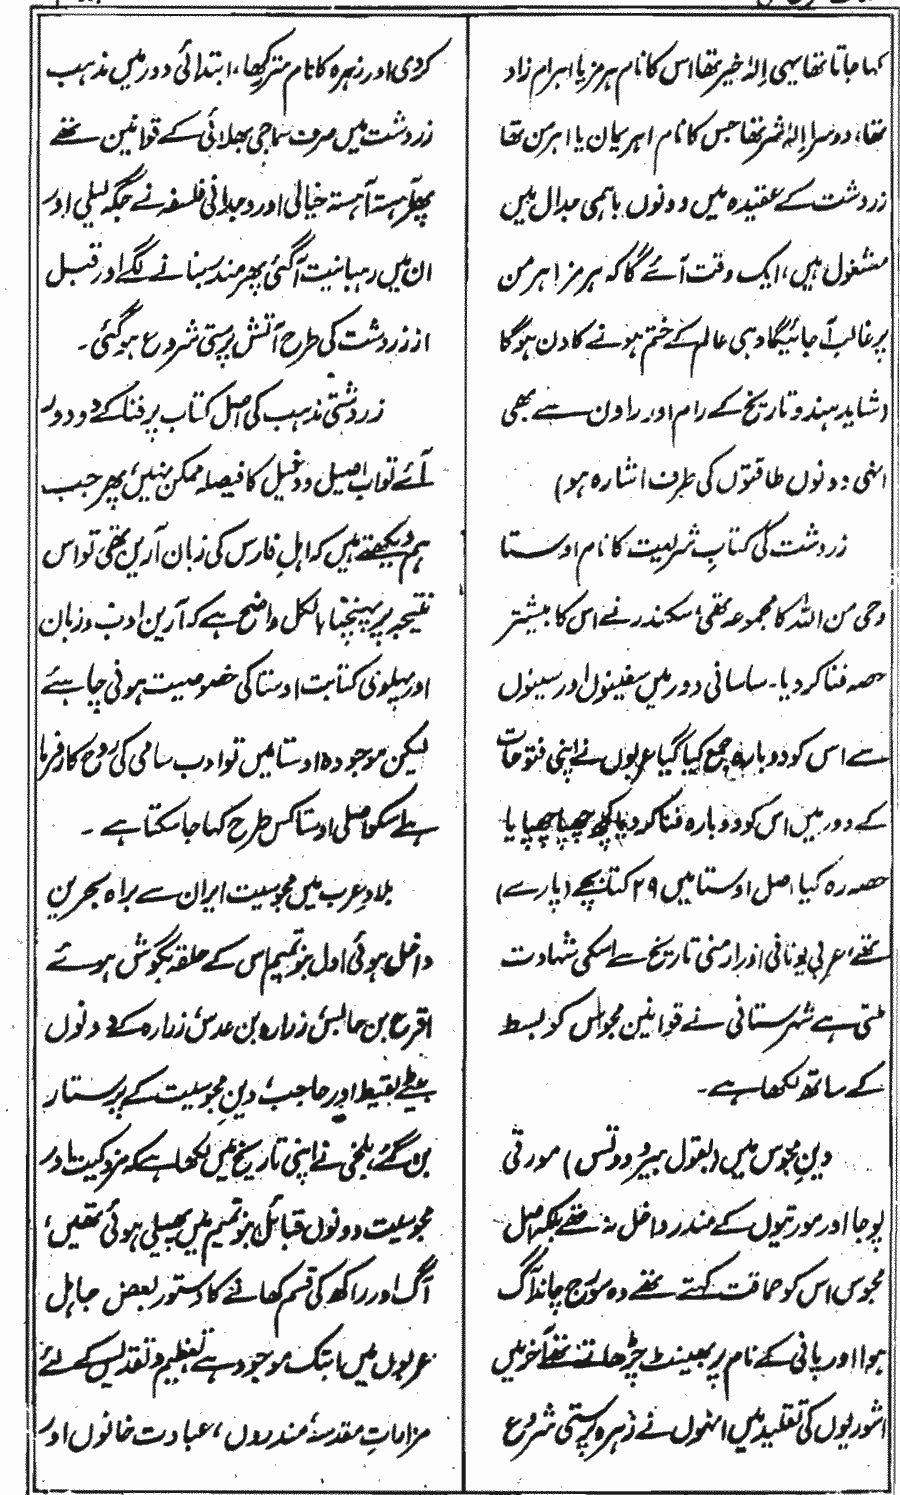 کہا جاتا تھا یہی اِلٰہ خیر تھا اس کا نام ہرمز یا اہرام زاد
تھا، دوسرا اِلٰہ شر تھا جس کا نام اہریمان یا اہرمن تھا
زردشت کے عقیدہ میں دونوں باہمی جدال میں
مشغول ہیں، ایک وقت آئے گا کہ ہرمز اہرمن
پر غالب آجائیگا وہی عالم کے ختم ہونے کا دن ہوگا
(شاید ہندو تاریخ کے رام اور راون سے بھی
انہی دونوں طاقتوں کی طرف اشارہ ہو)
زردشت کی کتابِ شریعت کا نام اوستا
وحی من اللہ کا مجموعہ تھی، سکندر نے اس کا بیشتر
حصہ فنا کر دیا۔ ساسانی دور میں سفینوں اور سینوں
سے اس کو دوبارہ جمع کیا گیا عربوں نے اپنی فتوحات
کے دور میں اس کو دوبارہ فنا کر دیا کچھ چھپا چھپایا
حصہ رہ گیا اصل اوستا میں ۲۹ کتابچے (پارے)
تھے، عربی یونانی اور ارمنی تاریخ سے اسکی شہادت
ملتی ہے شہرستانی نے قوانین مجوس کو بسط
کے ساتھ لکھا ہے۔
دینِ مجوس میں (بقول ہیرودوتس) مورتی
پوجا اور مورتیوں کے مندر داخل نہ تھے بلکہ اصل
مجوس اس کو حماقت کہتے تھے وہ سورج چاند آگ
ہوا اور پانی کے نام پر بھینٹ چڑھاتے تھے آخر میں
آشوریوں کی تقلید میں انہوں نے زہرہ پرستی شروع
کردی اور زہرہ کا نام متر رکھا، ابتدائی دور میں مذہب
زردشت میں صرف سماجی بھلائی کے قوانین تھے
پھر آہستہ آہستہ خیالی اور وجدانی فلسفہ نے جگہ لیلی اور
ان میں رہبانیت آگئی پھر مندر بنانے لگے اور قبل
از زردشت کی طرح آتش پرستی شروع ہوگئی۔
زردشتی مذہب کی اصل کتاب پر فنا کے دو دور
آئے تو اب اصیل و دخیل کا فیصلہ ممکن نہیں، پھر جب
ہم دیکھتے ہیں کہ اہلِ فارس کی زبان آرین تھی تو اس
نتیجہ پر پہنچنا بالکل واضح ہے کہ آرین ادب و زبان
اور پہلوی کتابت اوستا کی خصوصیت ہونی چاہئے
لیکن موجودہ اوستا میں تو ادب سامی کی روح کارفرما
ہے اسکو اصلی اوستا کس طرح کہا جاسکتا ہے۔
بلادِ عرب میں مجوسیت ایران سے براہ بحرین
داخل ہوئی اول بنو تمیم اس کے حلقہ بگوش ہوئے
اقرع بن حابس، زرارہ بن عدس، زرارہ کے دونوں
بیٹے لقیط اور حاجب، دینِ مجوسیت کے پرستار
بن گئے، بلخی نے اپنی تاریخ میں لکھا ہے کہ مزدکیت اور
مجوسیت دونوں قبائل بنو تمیم میں پھیلی ہوئی تھیں،
آگ اور راکھ کی قسم کھانے کا دستور بعض جاہل
عربوں میں ابتک موجود ہے تعظیم و تقدیس کے لئے
مزاراتِ مقدسہ، مندروں، عبادت خانوں اور